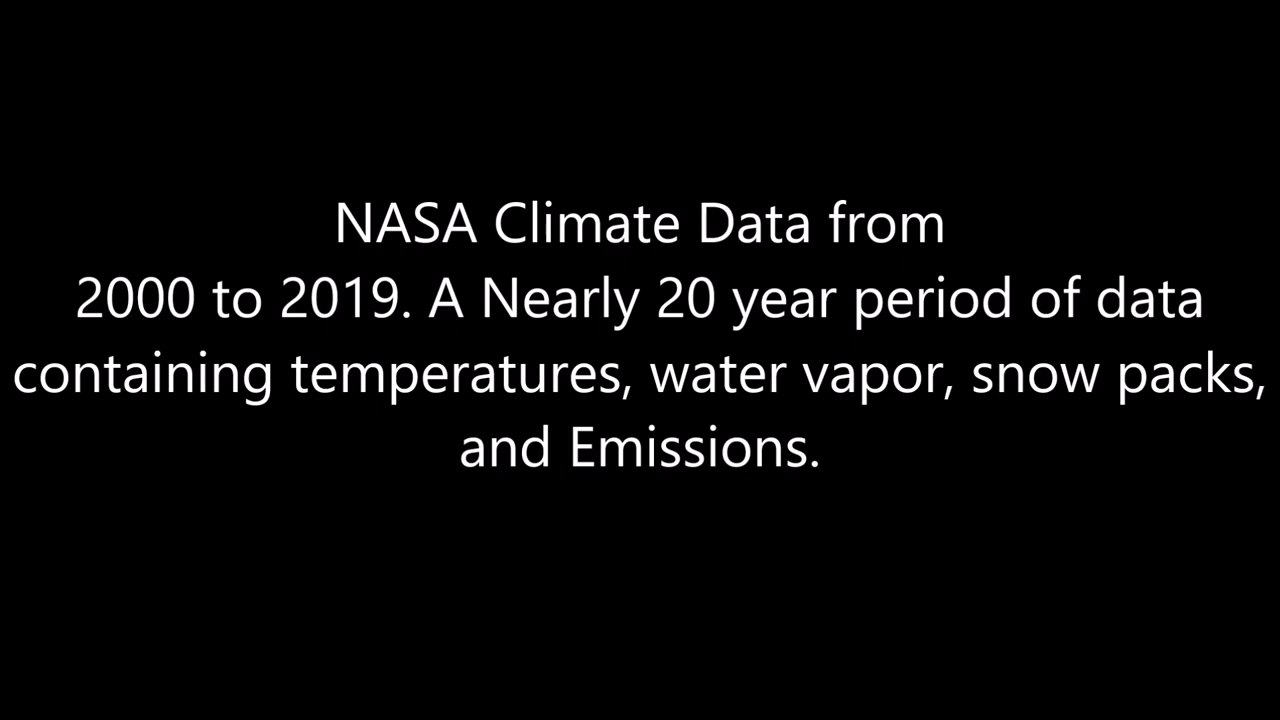 NASA Climate Data from
2000 to 2019. A Nearly 20 year period of data
containing temperatures, water vapor, snow packs,
and Emissions.